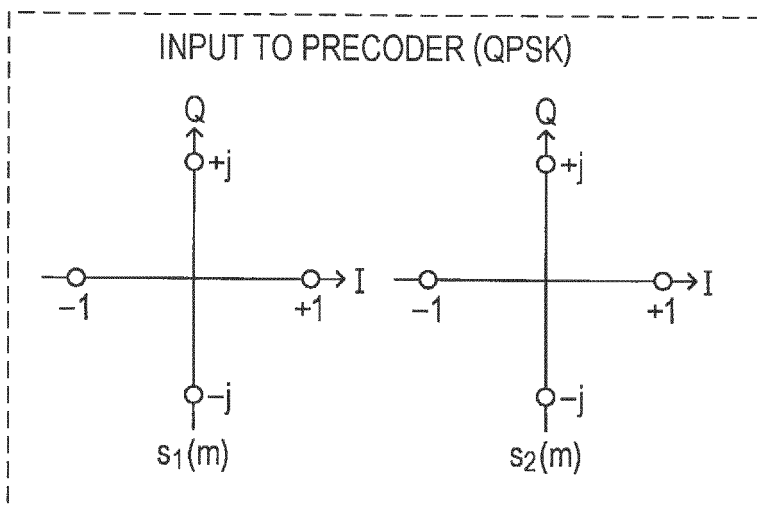 INPUT TO PRECODER (QPSK)
Q
+j
I
−1
+1
−j
s₁(m)
Q
+j
I
−1
+1
−j
s₂(m)